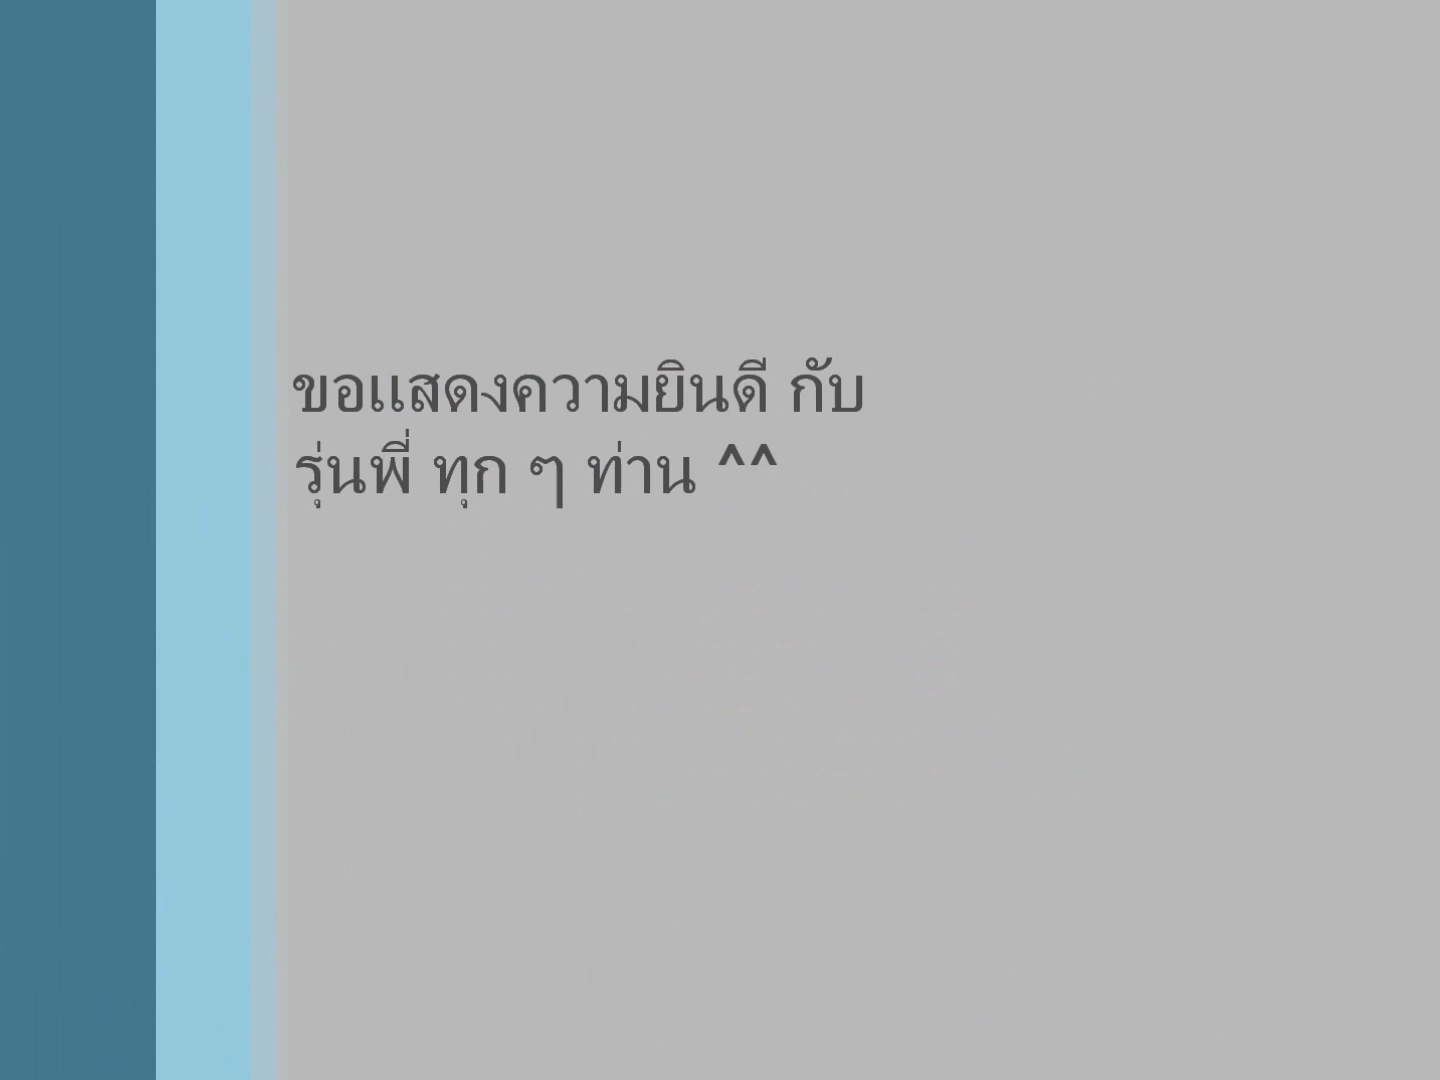 ขอแสดงความยินดี กับ
รุ่นพี่ ทุก ๆ ท่าน ^^